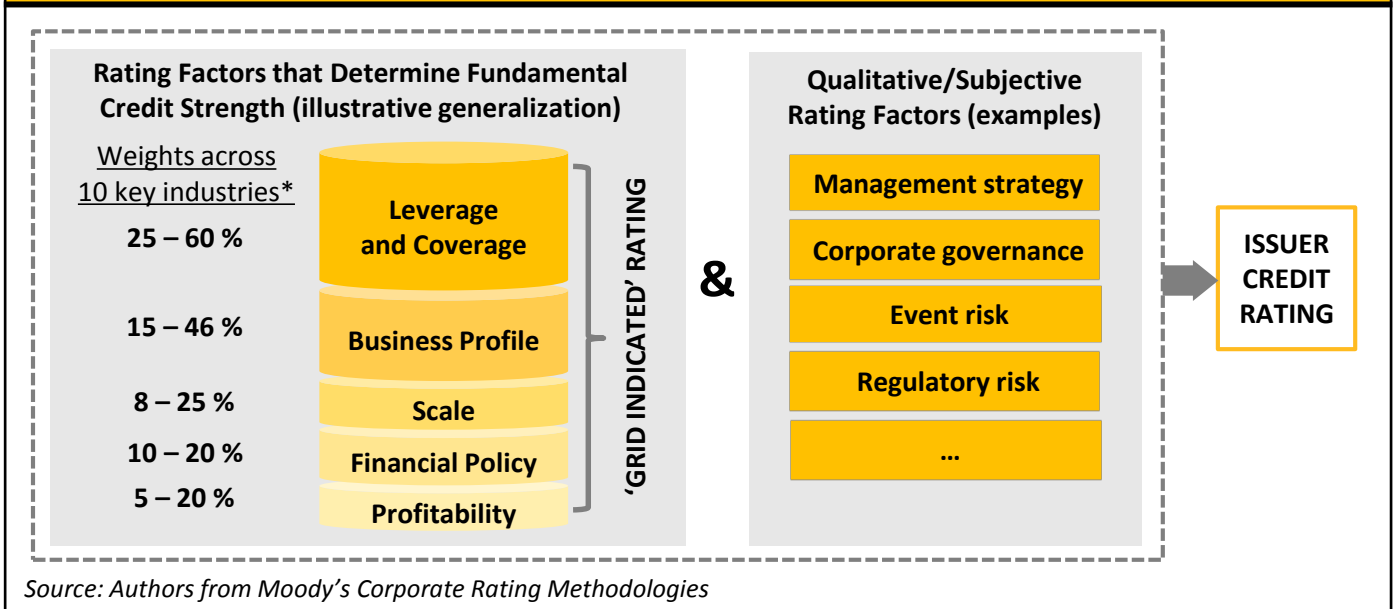 Rating Factors that Determine Fundamental
Credit Strength (illustrative generalization)
Weights across
10 key industries*
25 – 60 %
15 – 46 %
8 – 25 %
10 – 20 %
5 – 20 %
Leverage
and Coverage
Business Profile
Scale
Financial Policy
Profitability
‘GRID INDICATED’ RATING
&
Qualitative/Subjective
Rating Factors (examples)
Management strategy
Corporate governance
Event risk
Regulatory risk
…
ISSUER
CREDIT
RATING
Source: Authors from Moody’s Corporate Rating Methodologies